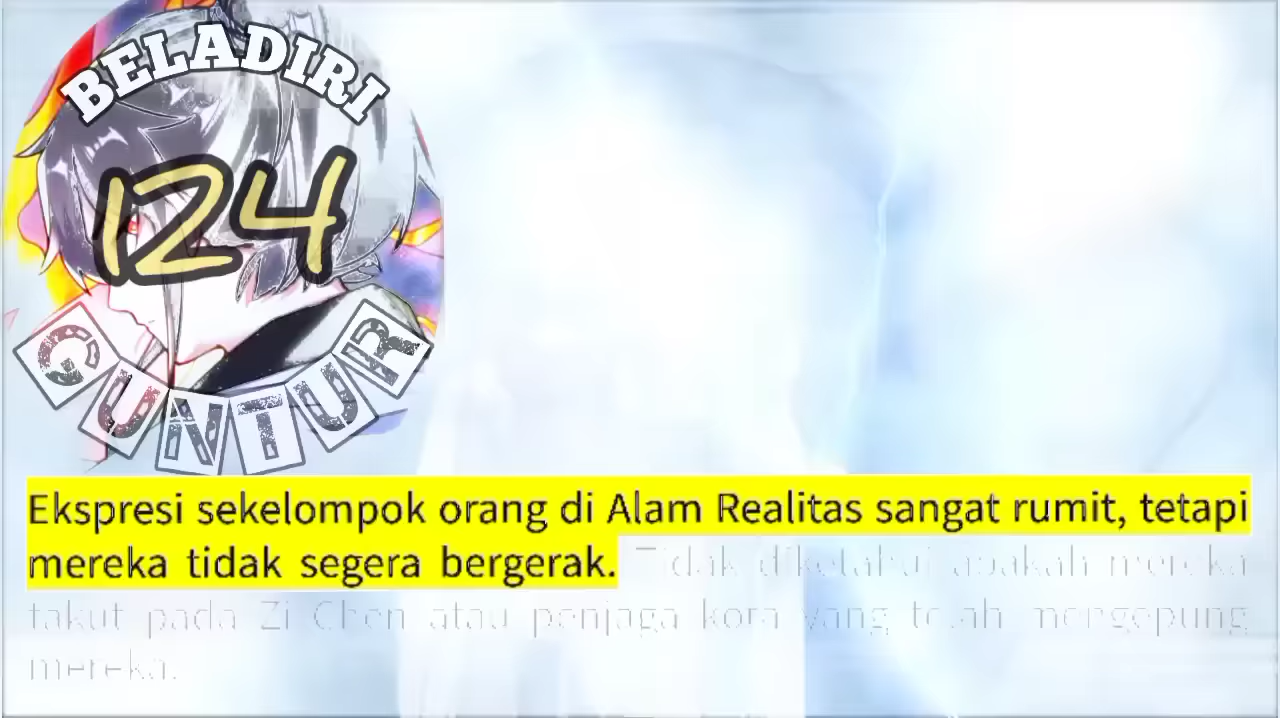 BELADIRI
124
GUNTUR
Ekspresi sekelompok orang di Alam Realitas sangat rumit, tetapi
mereka tidak segera bergerak. Tidak diketahui apakah mereka
takut pada Zi Chen atau penjaga kota yang telah mengepung
mereka.